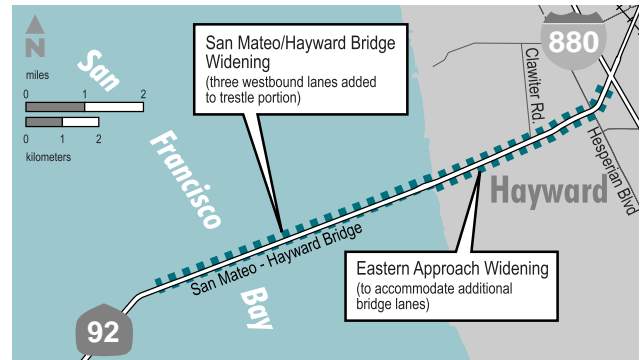 N
miles
0 1 2
0 1 2
kilometers
San
Francisco
Bay
San Mateo/Hayward Bridge
Widening
(three westbound lanes added
to trestle portion)
880
Clawiter Rd.
Hesperian Blvd
Hayward
San Mateo - Hayward Bridge
Eastern Approach Widening
(to accommodate additional
bridge lanes)
92